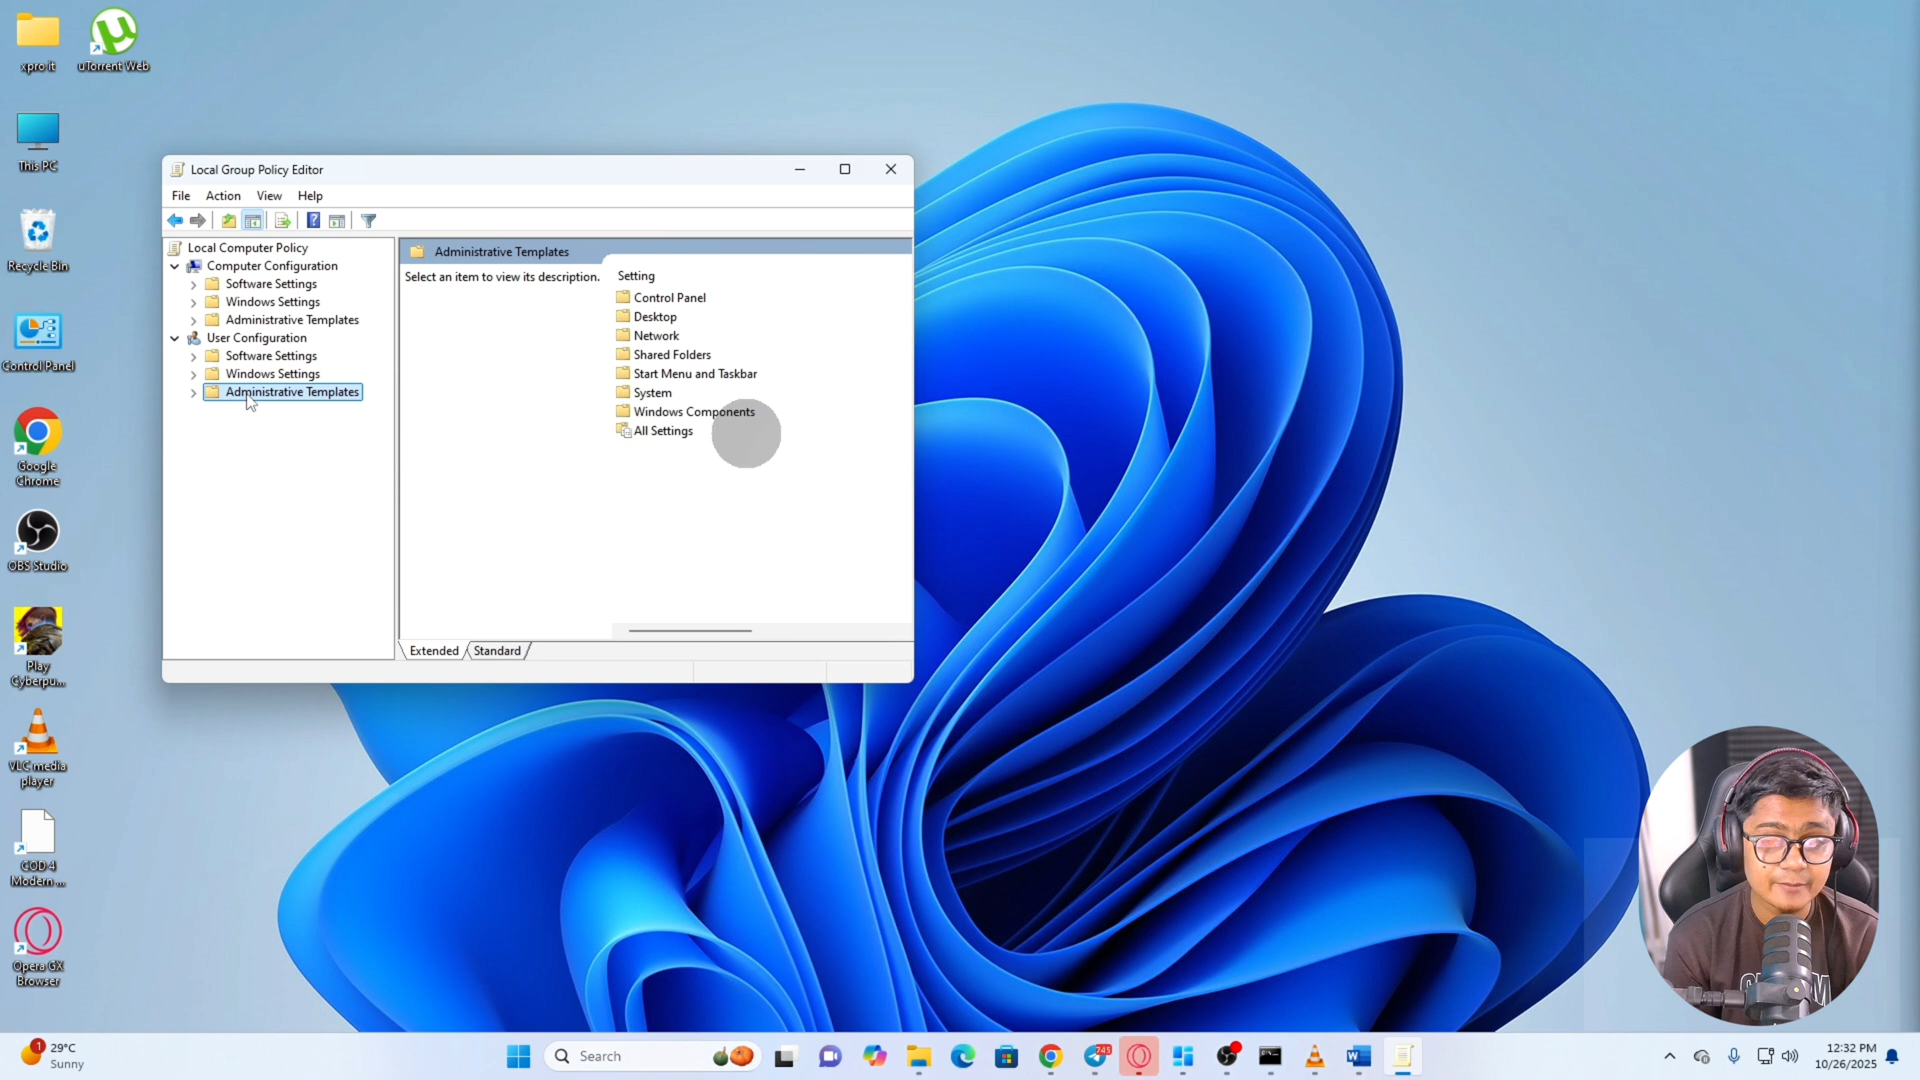 xpro it
uTorrent Web
This PC
Recycle Bin
Control Panel
Google
Chrome
OBS Studio
Play
Cyberpu...
VLC media
player
COD 4
Modern ...
Opera GX
Browser
Local Group Policy Editor
File Action View Help
Local Computer Policy
Computer Configuration
Software Settings
Windows Settings
Administrative Templates
User Configuration
Software Settings
Windows Settings
Administrative Templates
Administrative Templates
Select an item to view its description.
Setting
Control Panel
Desktop
Network
Shared Folders
Start Menu and Taskbar
System
Windows Components
All Settings
Extended Standard
1
29°C
Sunny
Search
745
12:32 PM
10/26/2025